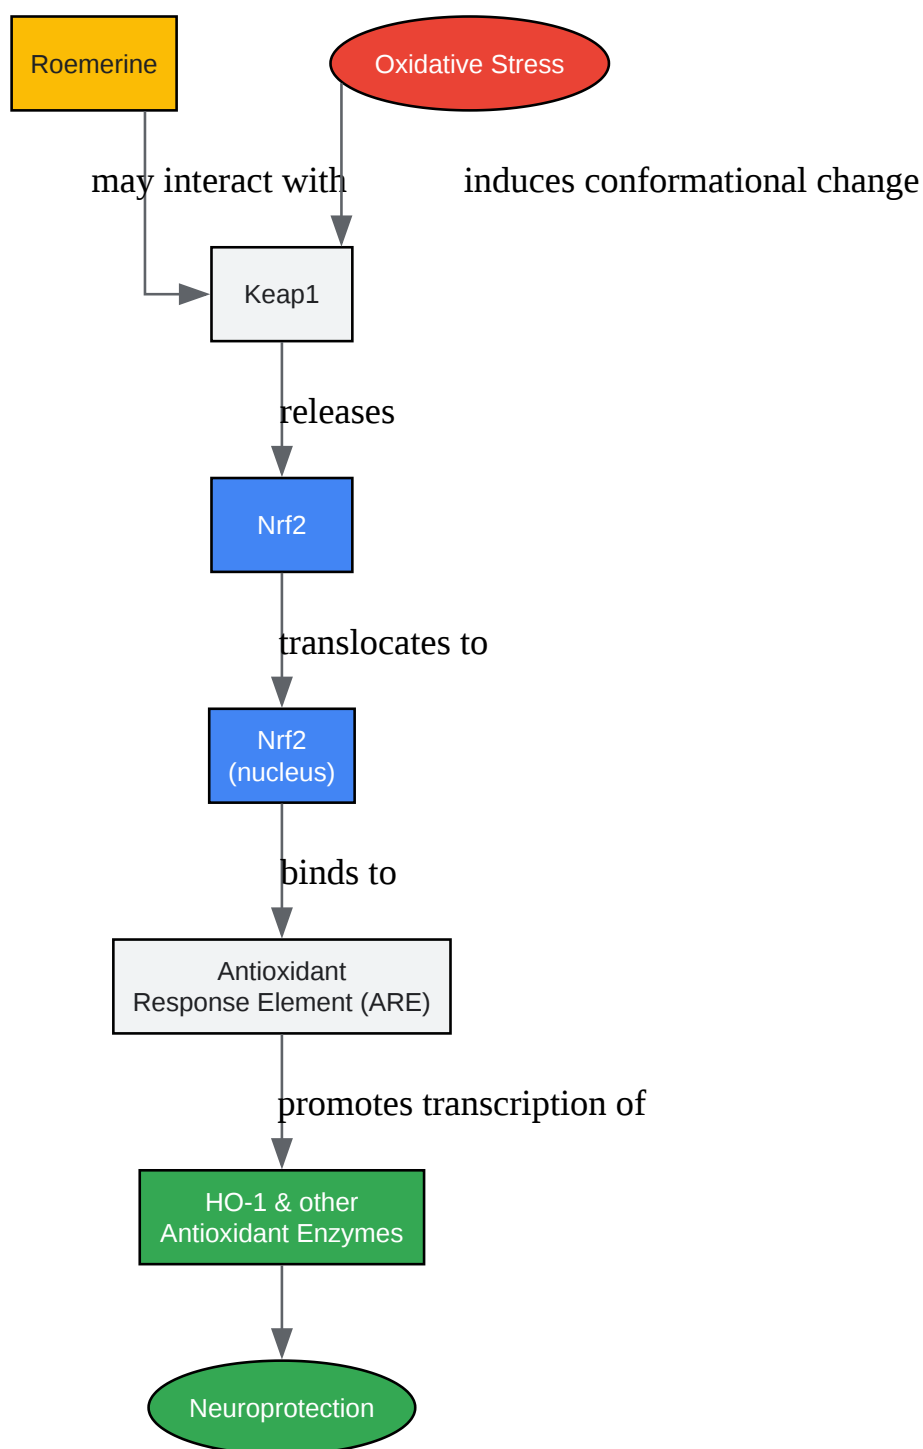 Roemerine
Oxidative Stress
may interact with
induces conformational change
Keap1
releases
Nrf2
translocates to
Nrf2
(nucleus)
binds to
Antioxidant
Response Element (ARE)
promotes transcription of
HO-1 & other
Antioxidant Enzymes
Neuroprotection